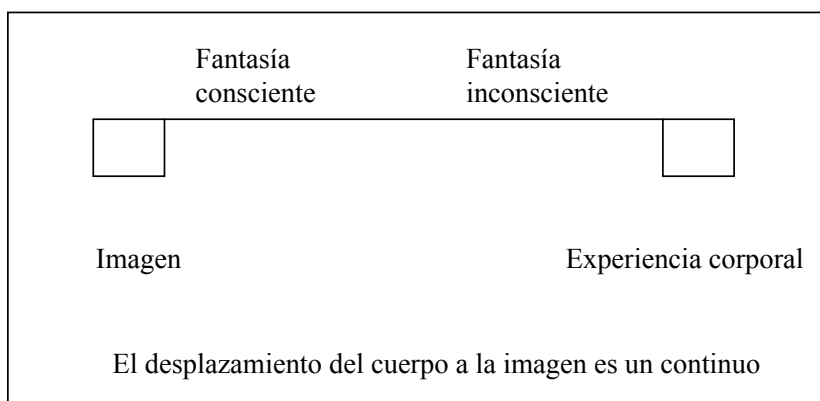 Fantasía consciente
Fantasía inconsciente
Imagen
Experiencia corporal
El desplazamiento del cuerpo a la imagen es un continuo